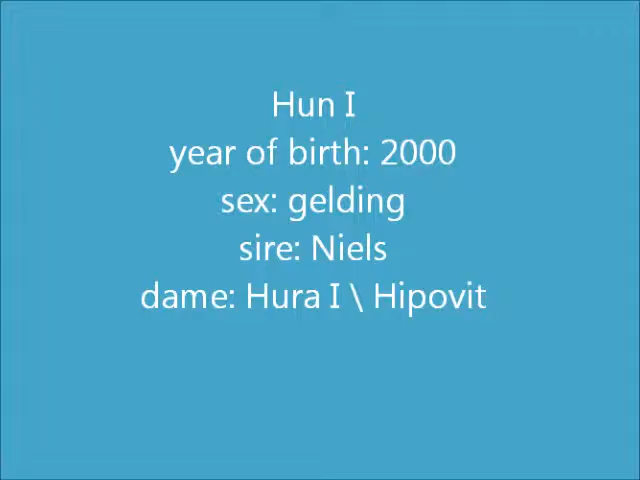 Hun I
year of birth: 2000
sex: gelding
sire: Niels
dame: Hura I \ Hipovit